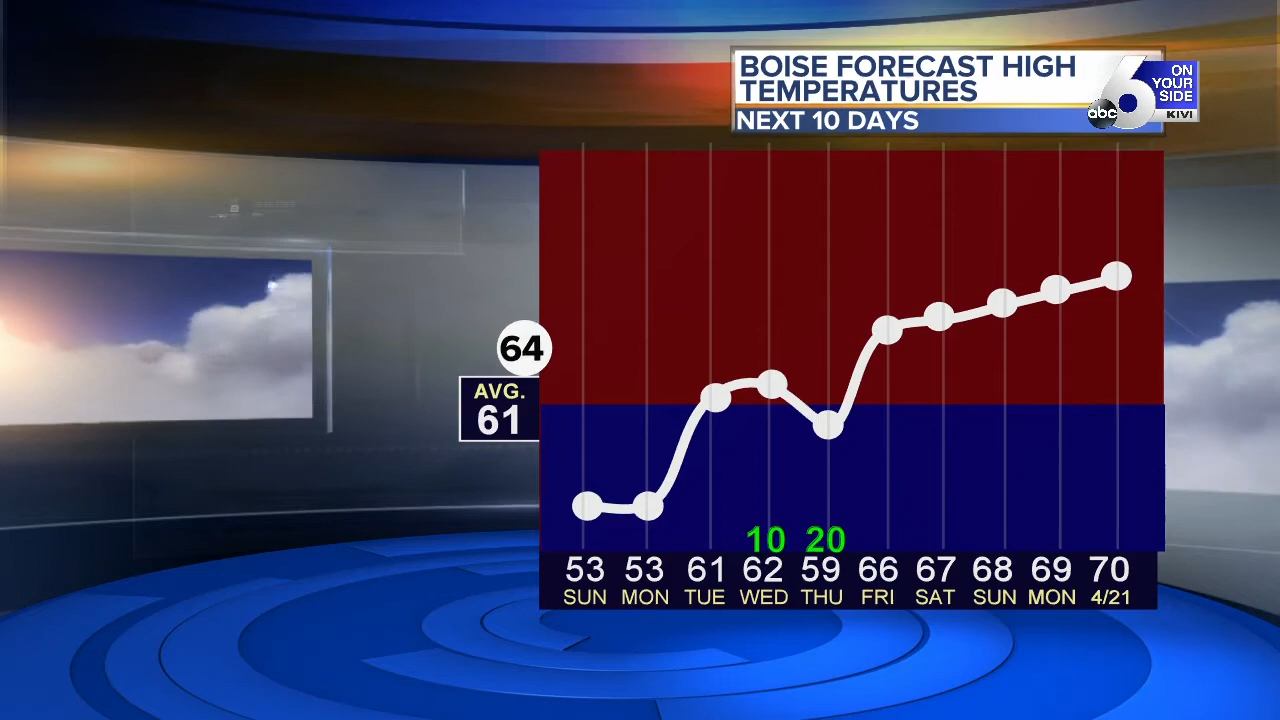 BOISE FORECAST HIGH
TEMPERATURES
NEXT 10 DAYS
abc 6 ON
YOUR
SIDE
KIVI
64
AVG.
61
10 20
53 53 61 62 59 66 67 68 69 70
SUN MON TUE WED THU FRI SAT SUN MON 4/21